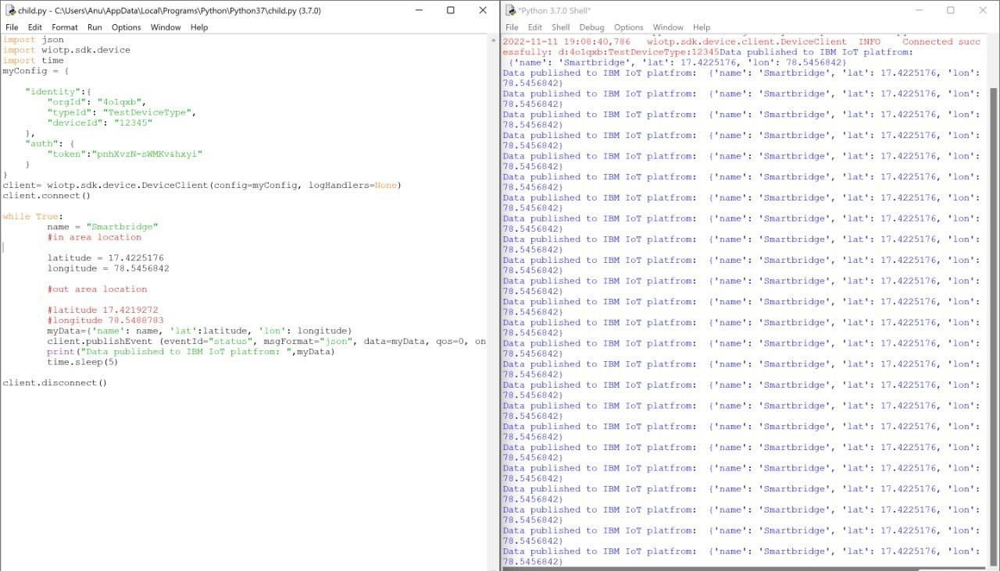 child.py - C:\Users\Anu\AppData\Local\Programs\Python\Python37\child.py (3.7.0)
File Edit Format Run Options Window Help
import json
import wiotp.sdk.device
import time
myConfig = {
"identity":{
"orgId": "4o1qxb",
"typeId": "TestDeviceType",
"deviceId": "12345"
},
"auth": {
"token":"pnhXvzN-sWMKv&hxyi"
}
}
client= wiotp.sdk.device.DeviceClient(config=myConfig, logHandlers=None)
client.connect()
while True:
name = "Smartbridge"
#in area location
latitude = 17.4225176
longitude = 78.5456842
#out area location
#latitude 17.4219272
#longitude 78.5488783
myData={'name': name, 'lat':latitude, 'lon': longitude}
client.publishEvent (eventId="status", msgFormat="json", data=myData, qos=0, on
print("Data published to IBM IoT platfrom: ",myData)
time.sleep(5)
client.disconnect()
*Python 3.7.0 Shell*
File Edit Shell Debug Options Window Help
2022-11-11 19:08:40,786 wiotp.sdk.device.client.DeviceClient INFO Connected succ
essfully: d:4o1qxb:TestDeviceType:12345Data published to IBM IoT platfrom:
{'name': 'Smartbridge', 'lat': 17.4225176, 'lon': 78.5456842}
Data published to IBM IoT platfrom: {'name': 'Smartbridge', 'lat': 17.4225176, 'lon':
78.5456842}
Data published to IBM IoT platfrom: {'name': 'Smartbridge', 'lat': 17.4225176, 'lon':
78.5456842}
Data published to IBM IoT platfrom: {'name': 'Smartbridge', 'lat': 17.4225176, 'lon':
78.5456842}
Data published to IBM IoT platfrom: {'name': 'Smartbridge', 'lat': 17.4225176, 'lon':
78.5456842}
Data published to IBM IoT platfrom: {'name': 'Smartbridge', 'lat': 17.4225176, 'lon':
78.5456842}
Data published to IBM IoT platfrom: {'name': 'Smartbridge', 'lat': 17.4225176, 'lon':
78.5456842}
Data published to IBM IoT platfrom: {'name': 'Smartbridge', 'lat': 17.4225176, 'lon':
78.5456842}
Data published to IBM IoT platfrom: {'name': 'Smartbridge', 'lat': 17.4225176, 'lon':
78.5456842}
Data published to IBM IoT platfrom: {'name': 'Smartbridge', 'lat': 17.4225176, 'lon':
78.5456842}
Data published to IBM IoT platfrom: {'name': 'Smartbridge', 'lat': 17.4225176, 'lon':
78.5456842}
Data published to IBM IoT platfrom: {'name': 'Smartbridge', 'lat': 17.4225176, 'lon':
78.5456842}
Data published to IBM IoT platfrom: {'name': 'Smartbridge', 'lat': 17.4225176, 'lon':
78.5456842}
Data published to IBM IoT platfrom: {'name': 'Smartbridge', 'lat': 17.4225176, 'lon':
78.5456842}
Data published to IBM IoT platfrom: {'name': 'Smartbridge', 'lat': 17.4225176, 'lon':
78.5456842}
Data published to IBM IoT platfrom: {'name': 'Smartbridge', 'lat': 17.4225176, 'lon':
78.5456842}
Data published to IBM IoT platfrom: {'name': 'Smartbridge', 'lat': 17.4225176, 'lon':
78.5456842}
Data published to IBM IoT platfrom: {'name': 'Smartbridge', 'lat': 17.4225176, 'lon':
78.5456842}
Data published to IBM IoT platfrom: {'name': 'Smartbridge', 'lat': 17.4225176, 'lon':
78.5456842}
Data published to IBM IoT platfrom: {'name': 'Smartbridge', 'lat': 17.4225176, 'lon':
78.5456842}
Data published to IBM IoT platfrom: {'name': 'Smartbridge', 'lat': 17.4225176, 'lon':
78.5456842}
Data published to IBM IoT platfrom: {'name': 'Smartbridge', 'lat': 17.4225176, 'lon':
78.5456842}
Data published to IBM IoT platfrom: {'name': 'Smartbridge', 'lat': 17.4225176, 'lon':
78.5456842}
Data published to IBM IoT platfrom: {'name': 'Smartbridge', 'lat': 17.4225176, 'lon':
78.5456842}
Data published to IBM IoT platfrom: {'name': 'Smartbridge', 'lat': 17.4225176, 'lon':
78.5456842}